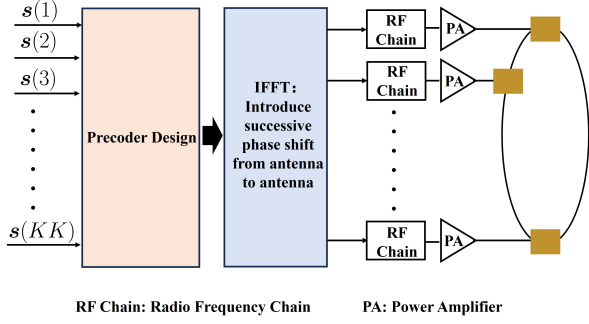 s(1)
s(2)
s(3)
s(KK)
Precoder Design
IFFT:
Introduce
successive
phase shift
from antenna
to antenna
RF
Chain
PA
RF
Chain
PA
RF
Chain
PA
RF Chain: Radio Frequency Chain
PA: Power Amplifier